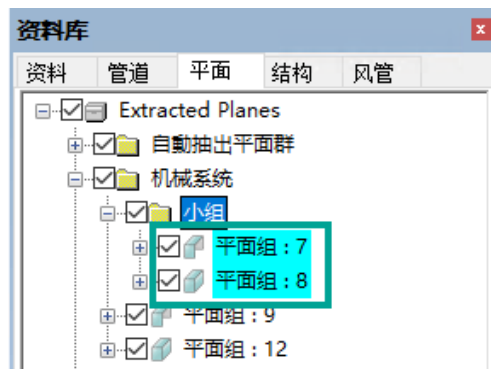 资料库
资料 管道 平面 结构 风管
Extracted Planes
自動抽出平面群
机械系统
小组
平面组：7
平面组：8
平面组：9
平面组：12